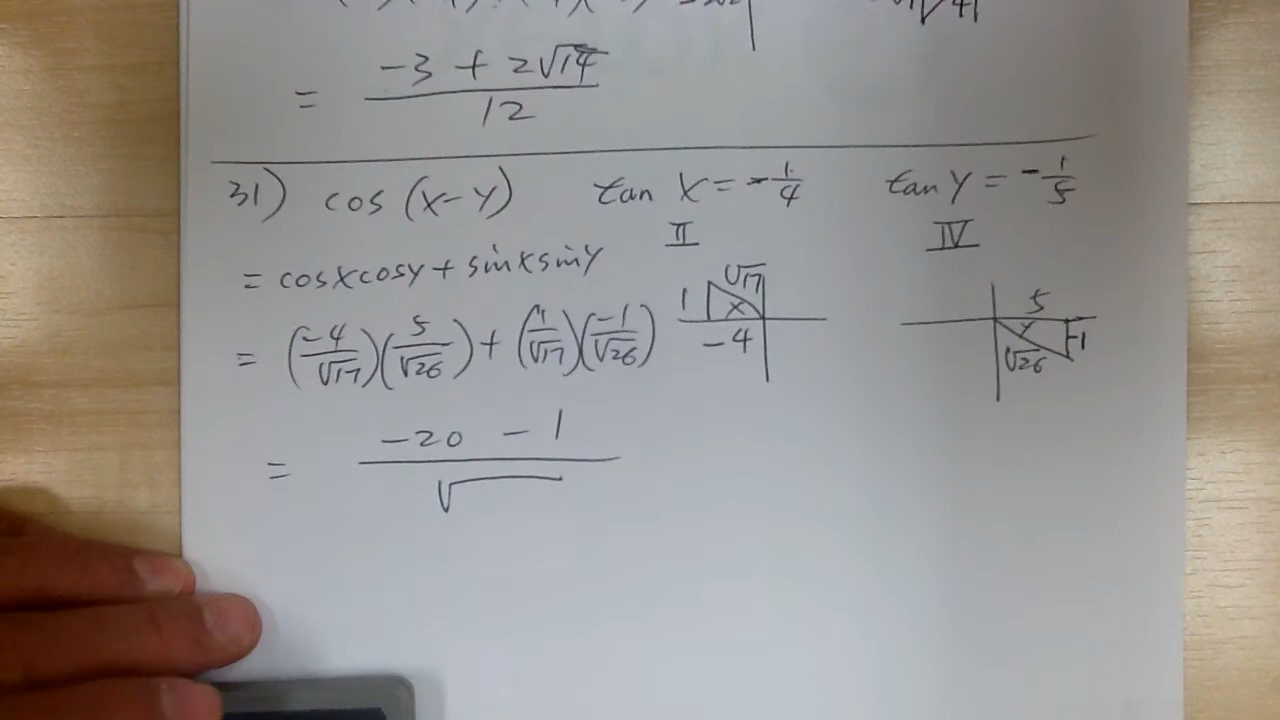 = (-3 + 2√14)/12
31) cos (x-y) tan x = -1/4 tan y = -1/5
II IV
= cosxcosy + sinxsiny
= (-4/√17)(5/√26) + (1/√17)(-1/√26)
1 √17 x -4
5 -1 √26
= (-20 - 1)/√